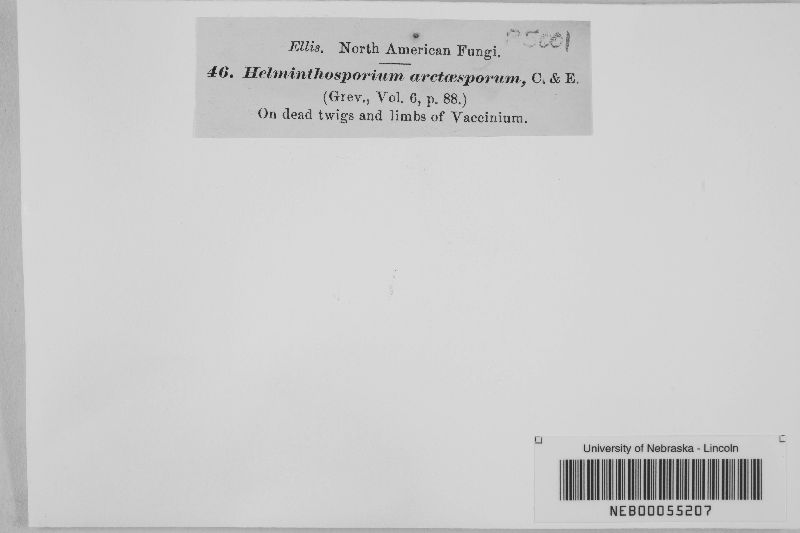 Ellis. North American Fungi.
46. Helminthosporium arctæsporum, C. & E.
(Grev., Vol. 6, p. 88.)
On dead twigs and limbs of Vaccinium.
University of Nebraska - Lincoln
NEB00055207